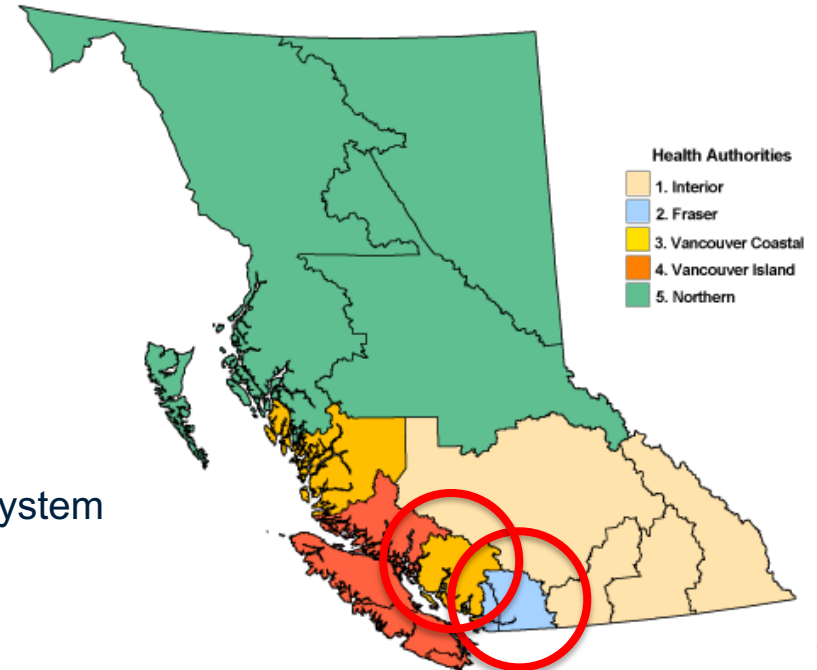 Health Authorities
1. Interior
2. Fraser
3. Vancouver Coastal
4. Vancouver Island
5. Northern
ystem